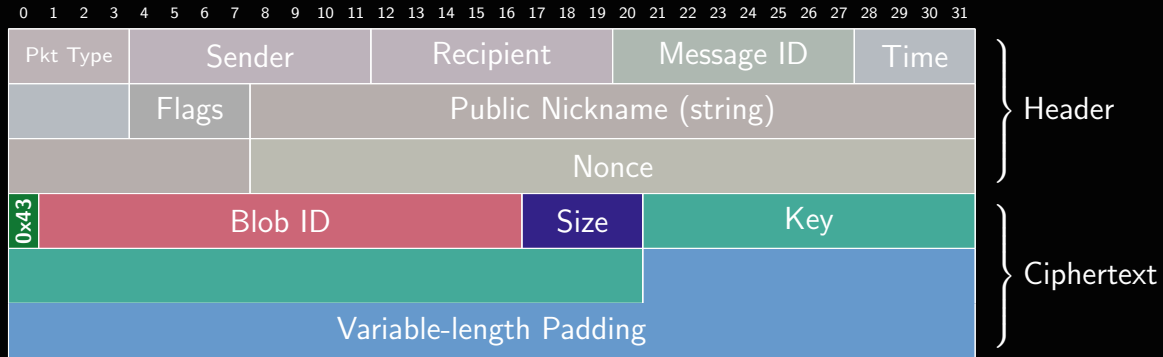 0 1 2 3 4 5 6 7 8 9 10 11 12 13 14 15 16 17 18 19 20 21 22 23 24 25 26 27 28 29 30 31
Pkt Type Sender Recipient Message ID Time
Flags Public Nickname (string)
Header
Nonce
0x43 Blob ID Size Key
Ciphertext
Variable-length Padding